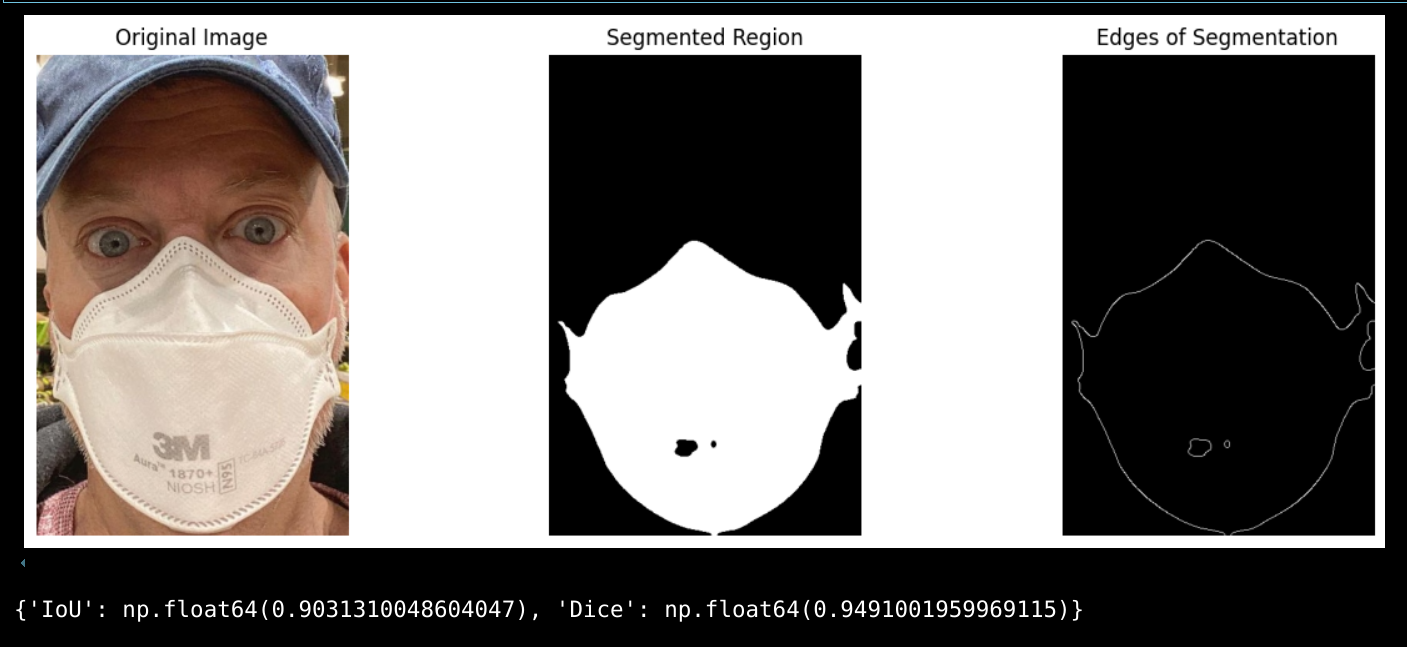 Original Image
Segmented Region
Edges of Segmentation
3M
Aura™ 1870+
NIOSH
N95
{'IoU': np.float64(0.9031310048604047), 'Dice': np.float64(0.9491001959969115)}